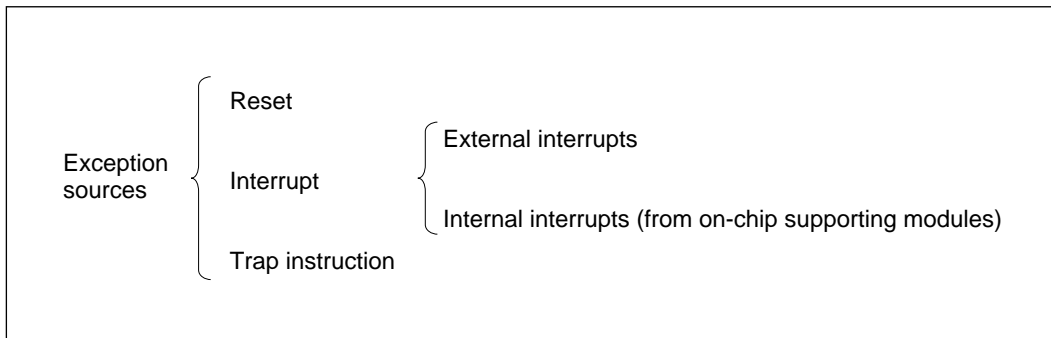 Exception
sources
Reset
Interrupt
Trap instruction
External interrupts
Internal interrupts (from on-chip supporting modules)